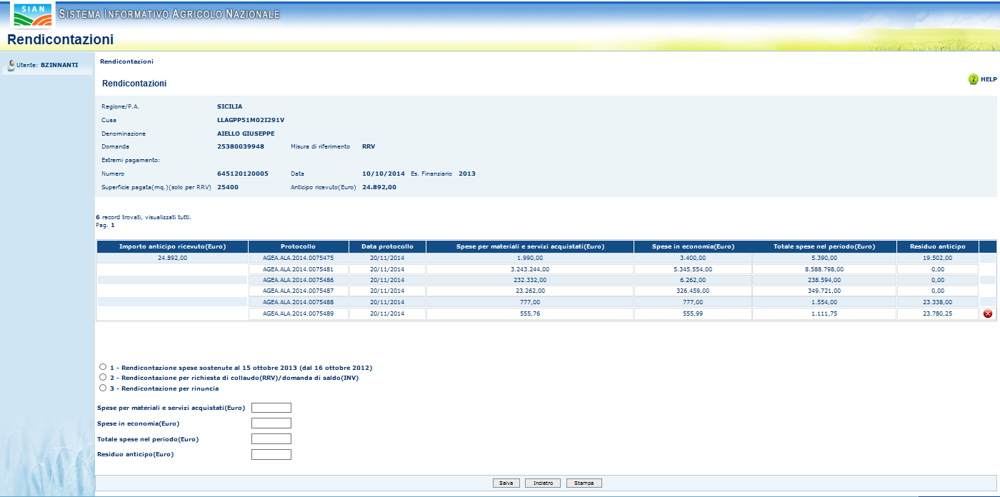 SIAN SISTEMA INFORMATIVO AGRICOLO NAZIONALE
Rendicontazioni
Utente: BZINNANTI
Rendicontazioni
Rendicontazioni
HELP
Regione/P.A. SICILIA
Cuaa LLAGPP51M02I291V
Denominazione AIELLO GIUSEPPE
Domanda 25380039948 Misura di riferimento RRV
Estremi pagamento:
Numero 645120120005 Data 10/10/2014 Es. Finanziario 2013
Superficie pagata(mq.)(solo per RRV) 25400 Anticipo ricevuto(Euro) 24.892,00
6 record trovati, visualizzati tutti.
Pag. 1
Importo anticipo ricevuto(Euro) Protocollo Data protocollo Spese per materiali e servizi acquistati(Euro) Spese in economia(Euro) Totale spese nel periodo(Euro) Residuo anticipo
24.892,00 AGEA.ALA.2014.0075475 20/11/2014 1.990,00 3.400,00 5.390,00 19.502,00
AGEA.ALA.2014.0075481 20/11/2014 3.243.244,00 5.345.554,00 8.588.798,00 0,00
AGEA.ALA.2014.0075486 20/11/2014 232.332,00 6.262,00 238.594,00 0,00
AGEA.ALA.2014.0075487 20/11/2014 23.262,00 326.459,00 349.721,00 0,00
AGEA.ALA.2014.0075488 20/11/2014 777,00 777,00 1.554,00 23.338,00
AGEA.ALA.2014.0075489 20/11/2014 555,76 555,99 1.111,75 23.780,25
1 - Rendicontazione spese sostenute al 15 ottobre 2013 (dal 16 ottobre 2012)
2 - Rendicontazione per richiesta di collaudo(RRV)/domanda di saldo(INV)
3 - Rendicontazione per rinuncia
Spese per materiali e servizi acquistati(Euro)
Spese in economia(Euro)
Totale spese nel periodo(Euro)
Residuo anticipo(Euro)
Salva Indietro Stampa